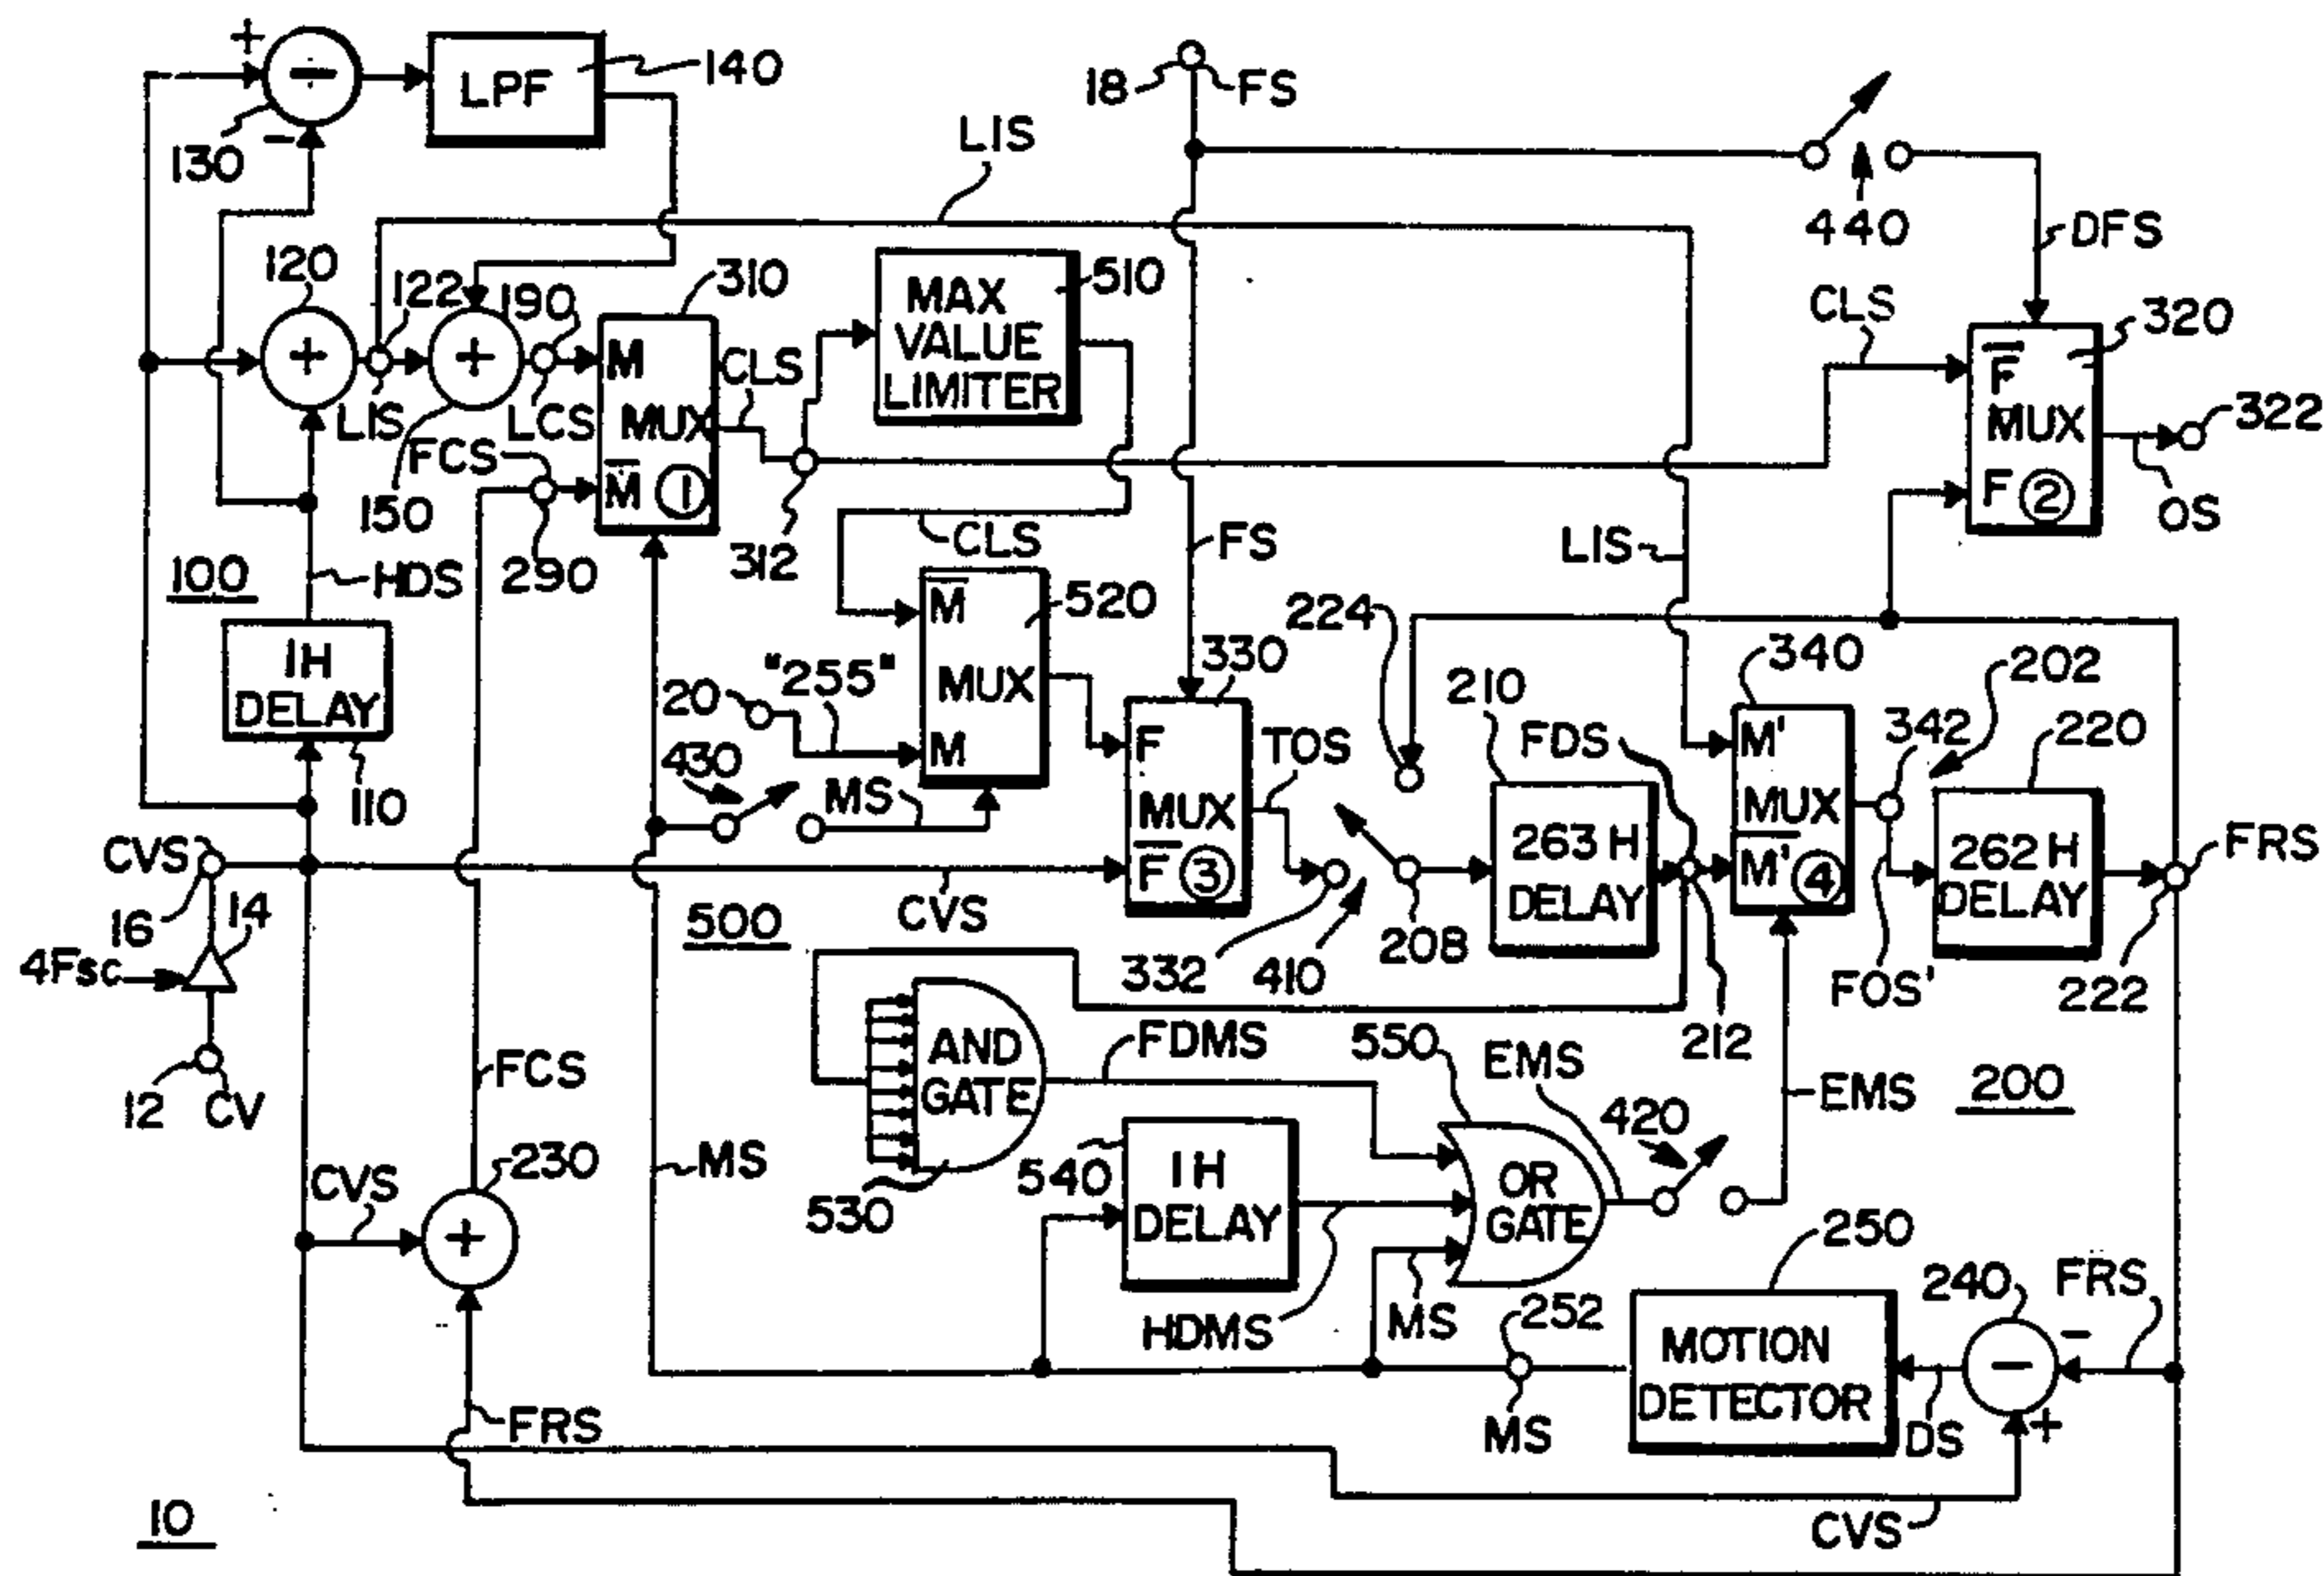 +
−
130
−
LPF
140
18
FS
LIS
440
DFS
120
+
122
LIS
190
+
150
LCS
FCS
290
310
M
MUX
M̅ ①
CLS
312
MAX
VALUE
LIMITER
510
CLS
FS
LIS
CLS
320
F̅
MUX
F ②
322
OS
100
HDS
1H
DELAY
110
20
"255"
430
MS
M̅
MUX
M
520
330
F
MUX
F̅ ③
TOS
224
210
263 H
DELAY
FDS
340
M'
MUX
M̅'̅ ④
342
202
220
262 H
DELAY
FRS
222
CVS
16
14
4Fsc
12
CV
500
CVS
332
410
208
212
FOS'
200
AND
GATE
530
FDMS
550
EMS
420
EMS
FCS
CVS
230
+
MS
540
1H
DELAY
OR
GATE
HDMS
MS
252
MS
250
MOTION
DETECTOR
DS
240
−
−
+
FRS
FRS
CVS
10